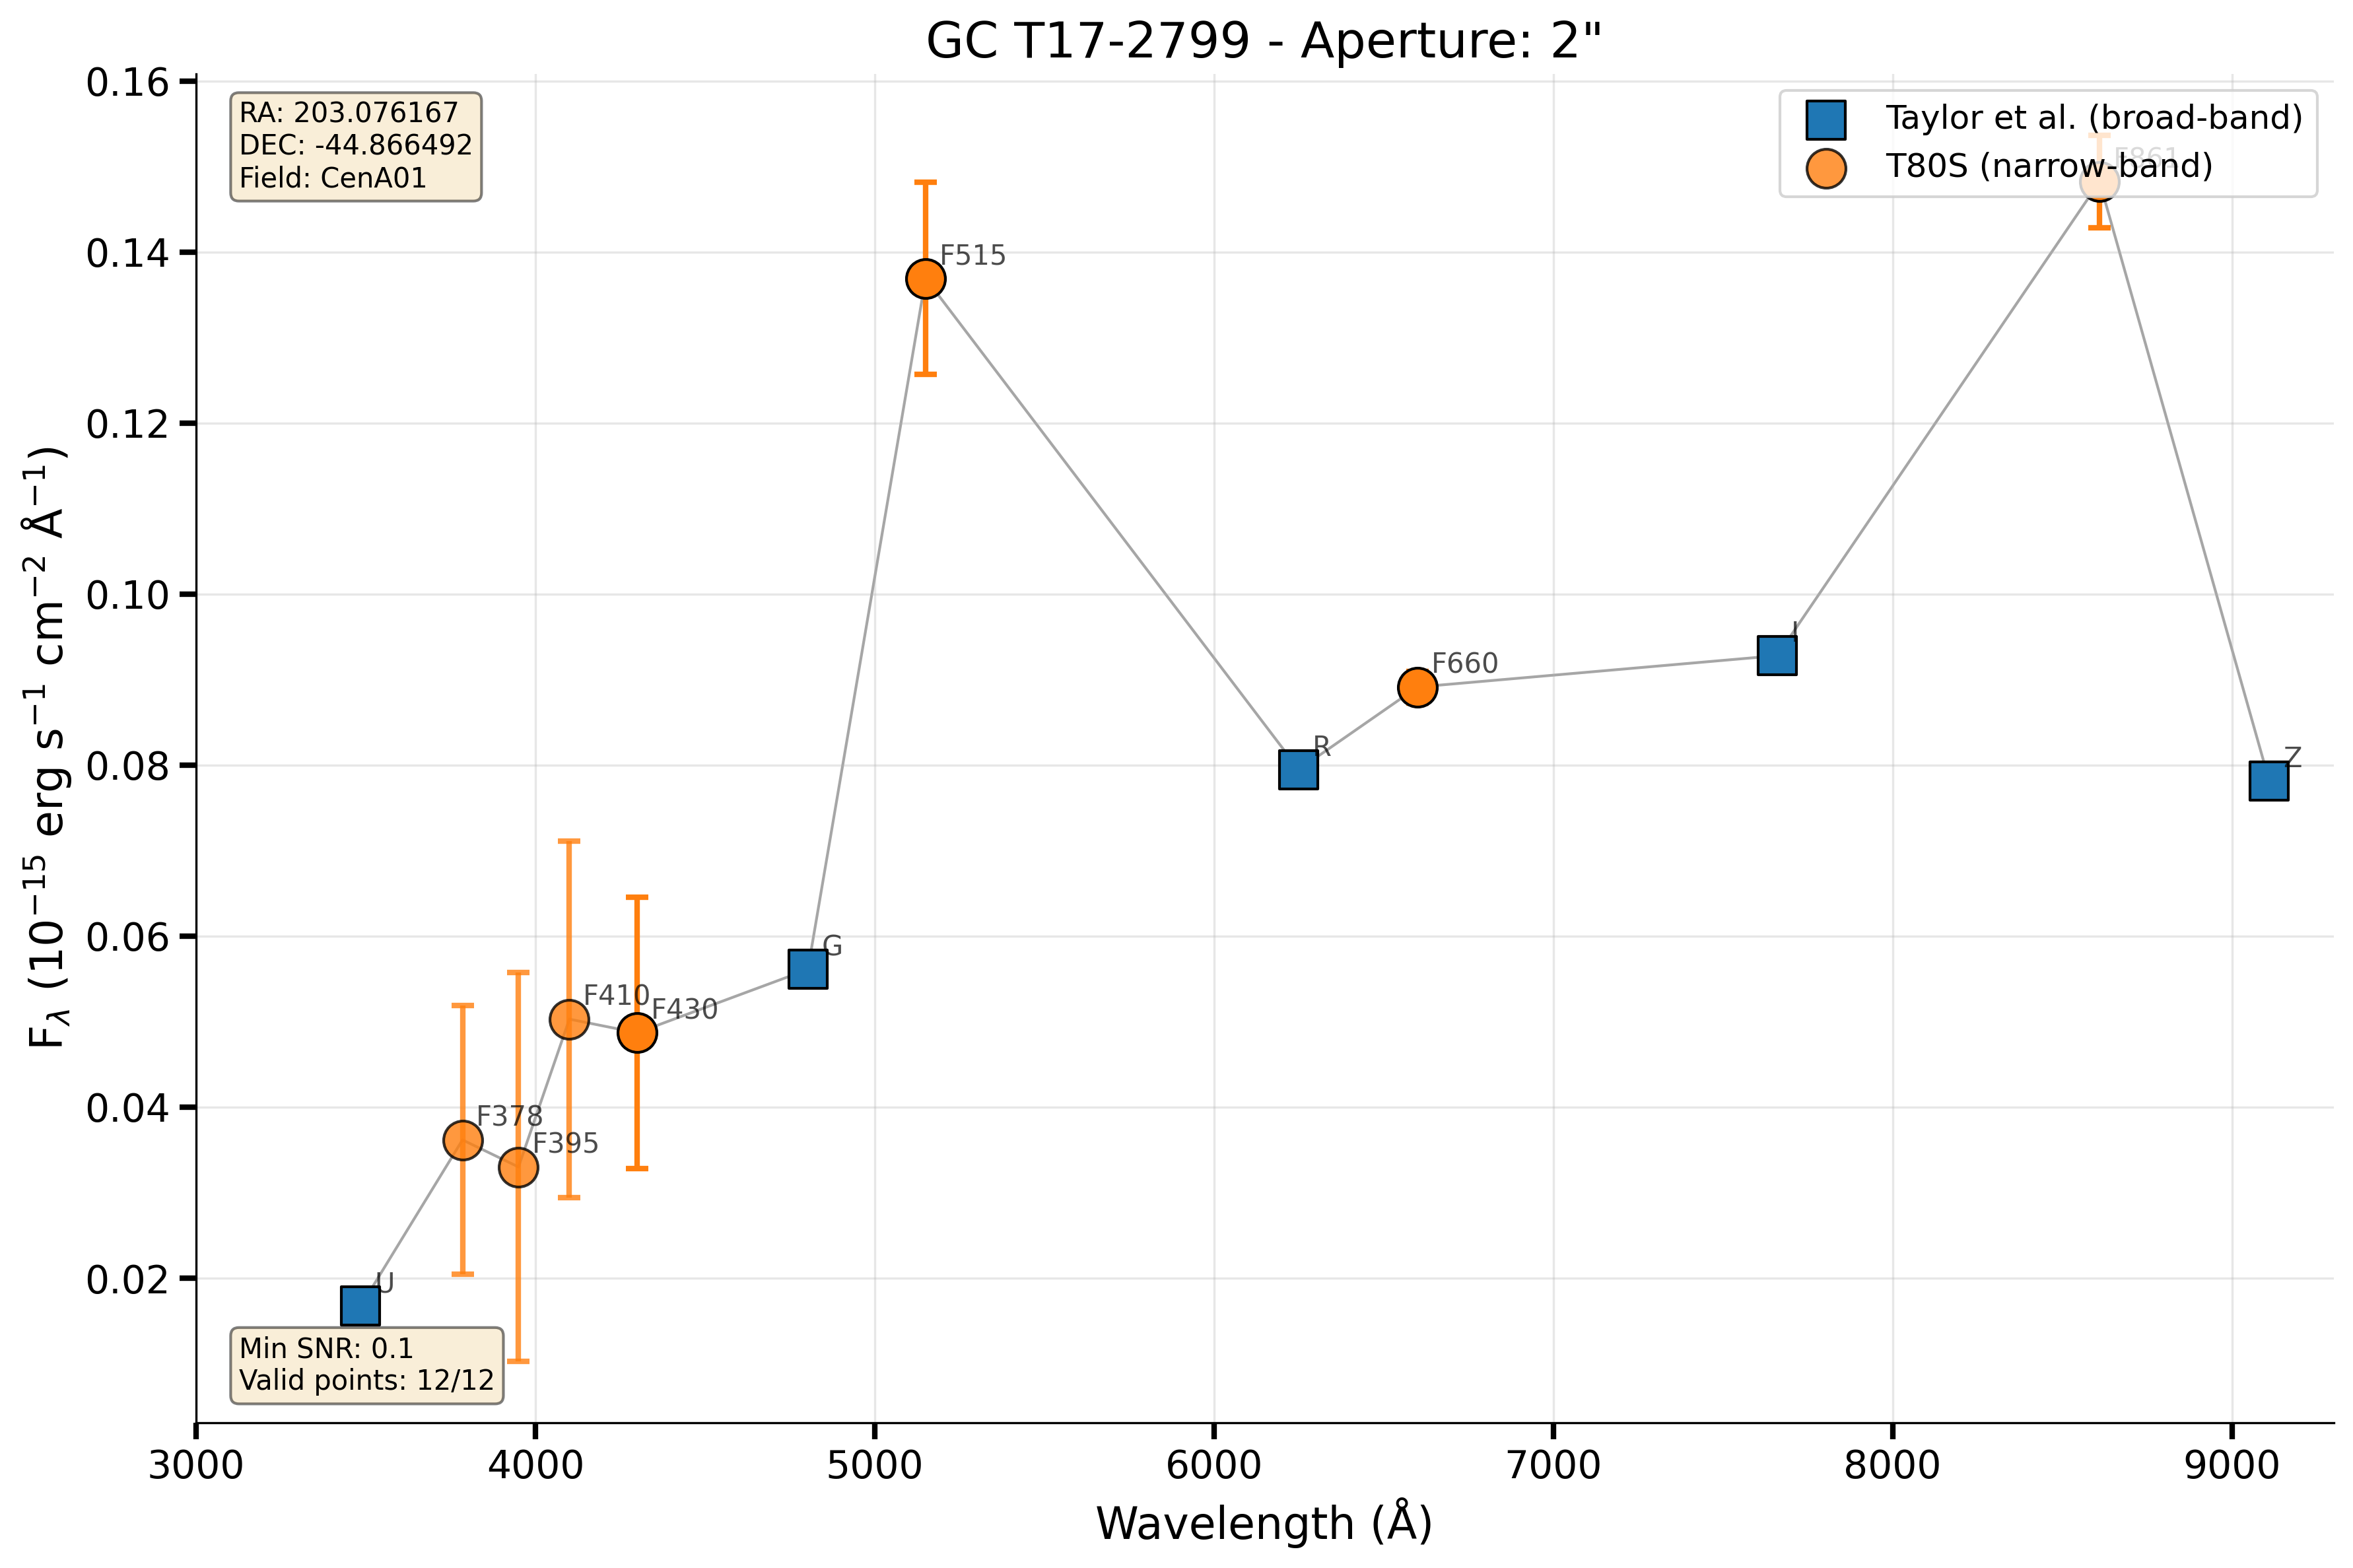 GC T17-2799 - Aperture: 2"
RA: 203.076167
DEC: -44.866492
Field: CenA01
Taylor et al. (broad-band)
T80S (narrow-band)
F861
F515
F660
I
R
Z
G
F410
F430
F378
F395
U
Min SNR: 0.1
Valid points: 12/12
0.16
0.14
0.12
0.10
0.08
0.06
0.04
0.02
F$_λ$ (10$^{−15}$ erg s$^{−1}$ cm$^{−2}$ Å$^{−1}$)
3000 4000 5000 6000 7000 8000 9000
Wavelength (Å)